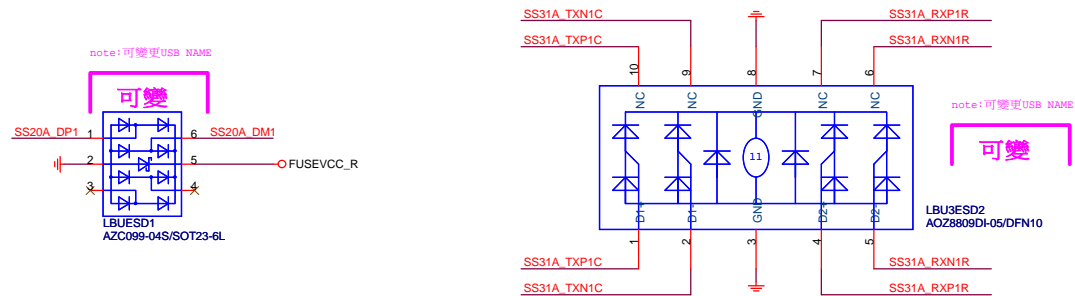 note:可變更USB NAME
可變
SS20A_DP1
1
6
SS20A_DM1
2
5
FUSEVCC_R
3
4
LBUESD1
AZC099-04S/SOT23-6L
SS31A_TXN1C
SS31A_RXP1R
SS31A_TXP1C
SS31A_RXN1R
10
9
8
7
6
NC
NC
GND
NC
NC
note:可變更USB NAME
可變
11
D1+
D1-
GND
D2+
D2-
LBU3ESD2
AOZ8809DI-05/DFN10
1
2
3
4
5
SS31A_TXP1C
SS31A_RXN1R
SS31A_TXN1C
SS31A_RXP1R